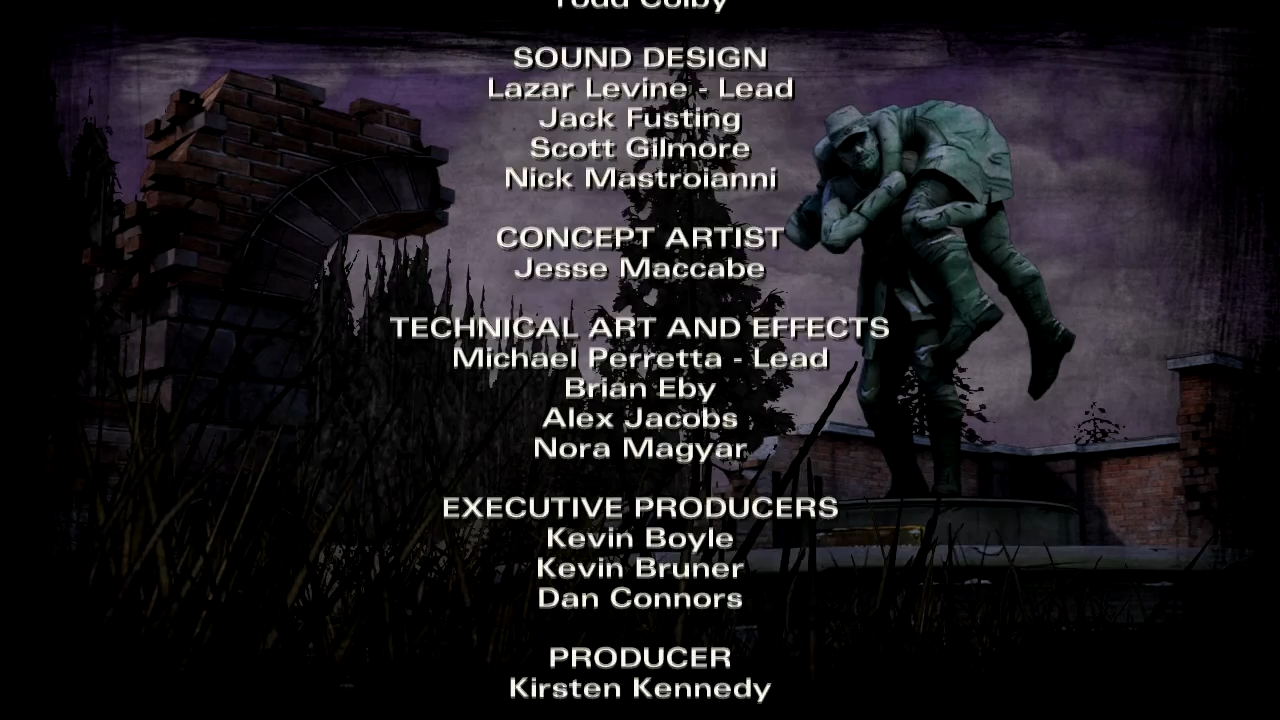 Todd Colby
SOUND DESIGN
Lazar Levine - Lead
Jack Fusting
Scott Gilmore
Nick Mastroianni
CONCEPT ARTIST
Jesse Maccabe
TECHNICAL ART AND EFFECTS
Michael Perretta - Lead
Brian Eby
Alex Jacobs
Nora Magyar
EXECUTIVE PRODUCERS
Kevin Boyle
Kevin Bruner
Dan Connors
PRODUCER
Kirsten Kennedy